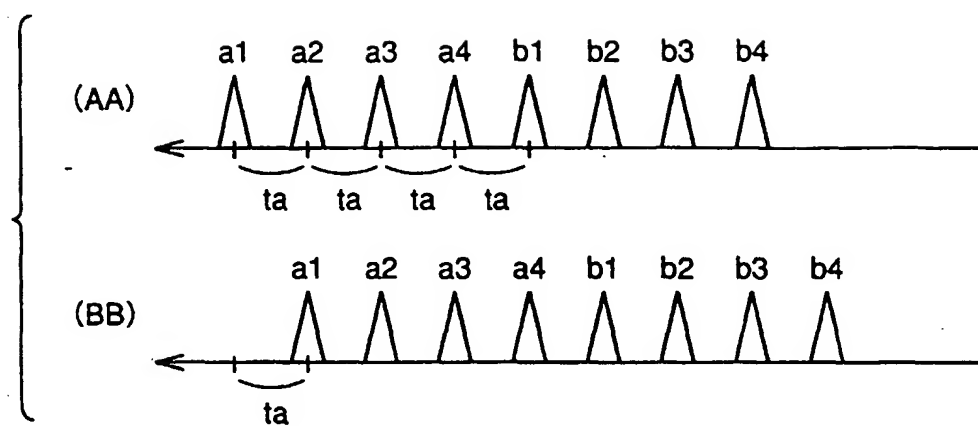 a1 a2 a3 a4 b1 b2 b3 b4
(AA)
ta ta ta ta
a1 a2 a3 a4 b1 b2 b3 b4
(BB)
ta